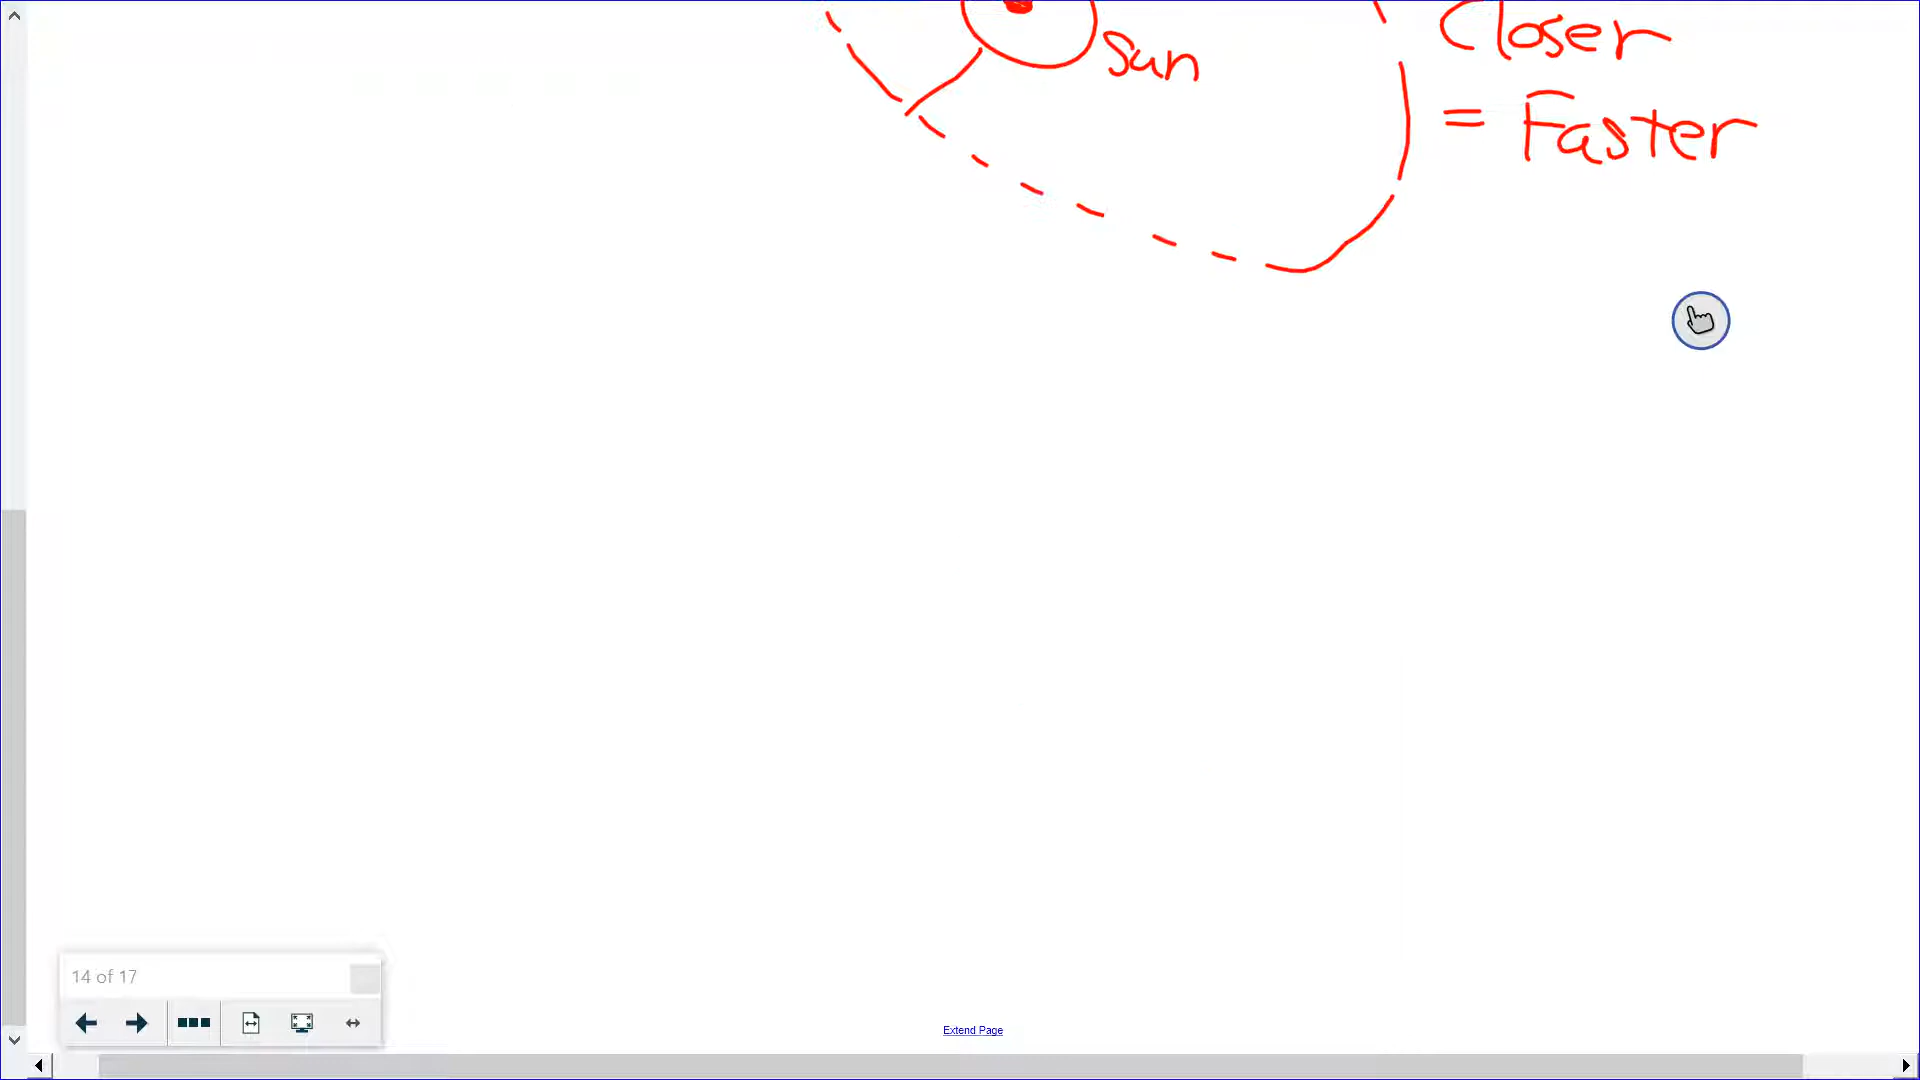 Closer
Sun
= Faster
14 of 17
Extend Page